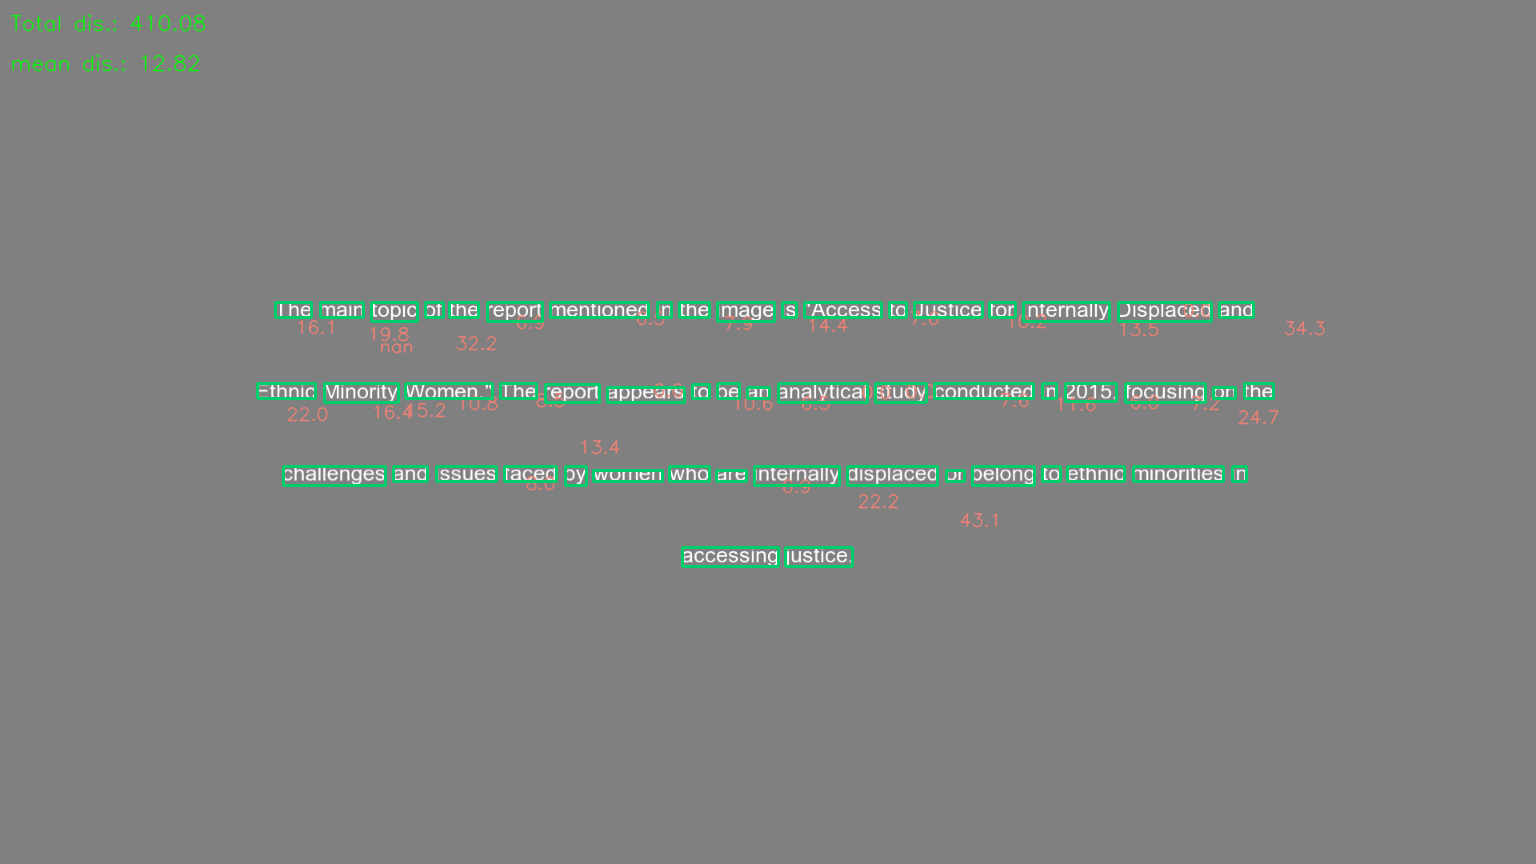 Total dis.: 410.08
mean dis.: 12.82
The main topic of the report mentioned in the image is "Access to Justice for Internally Displaced and
16.1 19.8 nan 32.2 6.9 6.5 7.9 14.4 7.6 10.2 13.5 34.3
Ethnic Minority Women." The report appears to be an analytical study conducted in 2015, focusing on the
22.0 16.4 15.2 10.8 8.5 10.6 6.5 7.6 11.6 6.6 7.2 24.7
13.4
challenges and issues faced by women who are internally displaced or belong to ethnic minorities in
8.0 6.9 22.2 43.1
accessing justice.